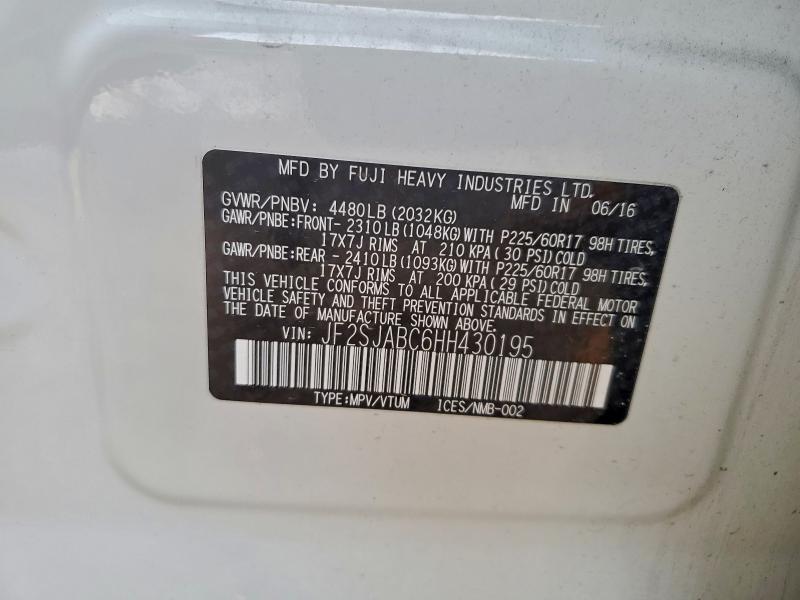 MFD BY FUJI HEAVY INDUSTRIES LTD.
MFD IN 06/16
GVWR/PNBV: 4480LB(2032KG)
GAWR/PNBE:FRONT- 2310LB(1048KG)WITH P225/60R17 98H TIRES,
17X7J RIMS AT 210 KPA(30 PSI)COLD
GAWR/PNBE:REAR - 2410LB(1093KG)WITH P225/60R17 98H TIRES,
17X7J RIMS AT 200 KPA(29 PSI)COLD
THIS VEHICLE CONFORMS TO ALL APPLICABLE FEDERAL MOTOR
VEHICLE SAFETY AND THEFT PREVENTION STANDARDS IN EFFECT ON
THE DATE OF MANUFACTURE SHOWN ABOVE.
VIN: JF2SJABC6HH430195
TYPE:MPV/VTUM ICES/NMB-002